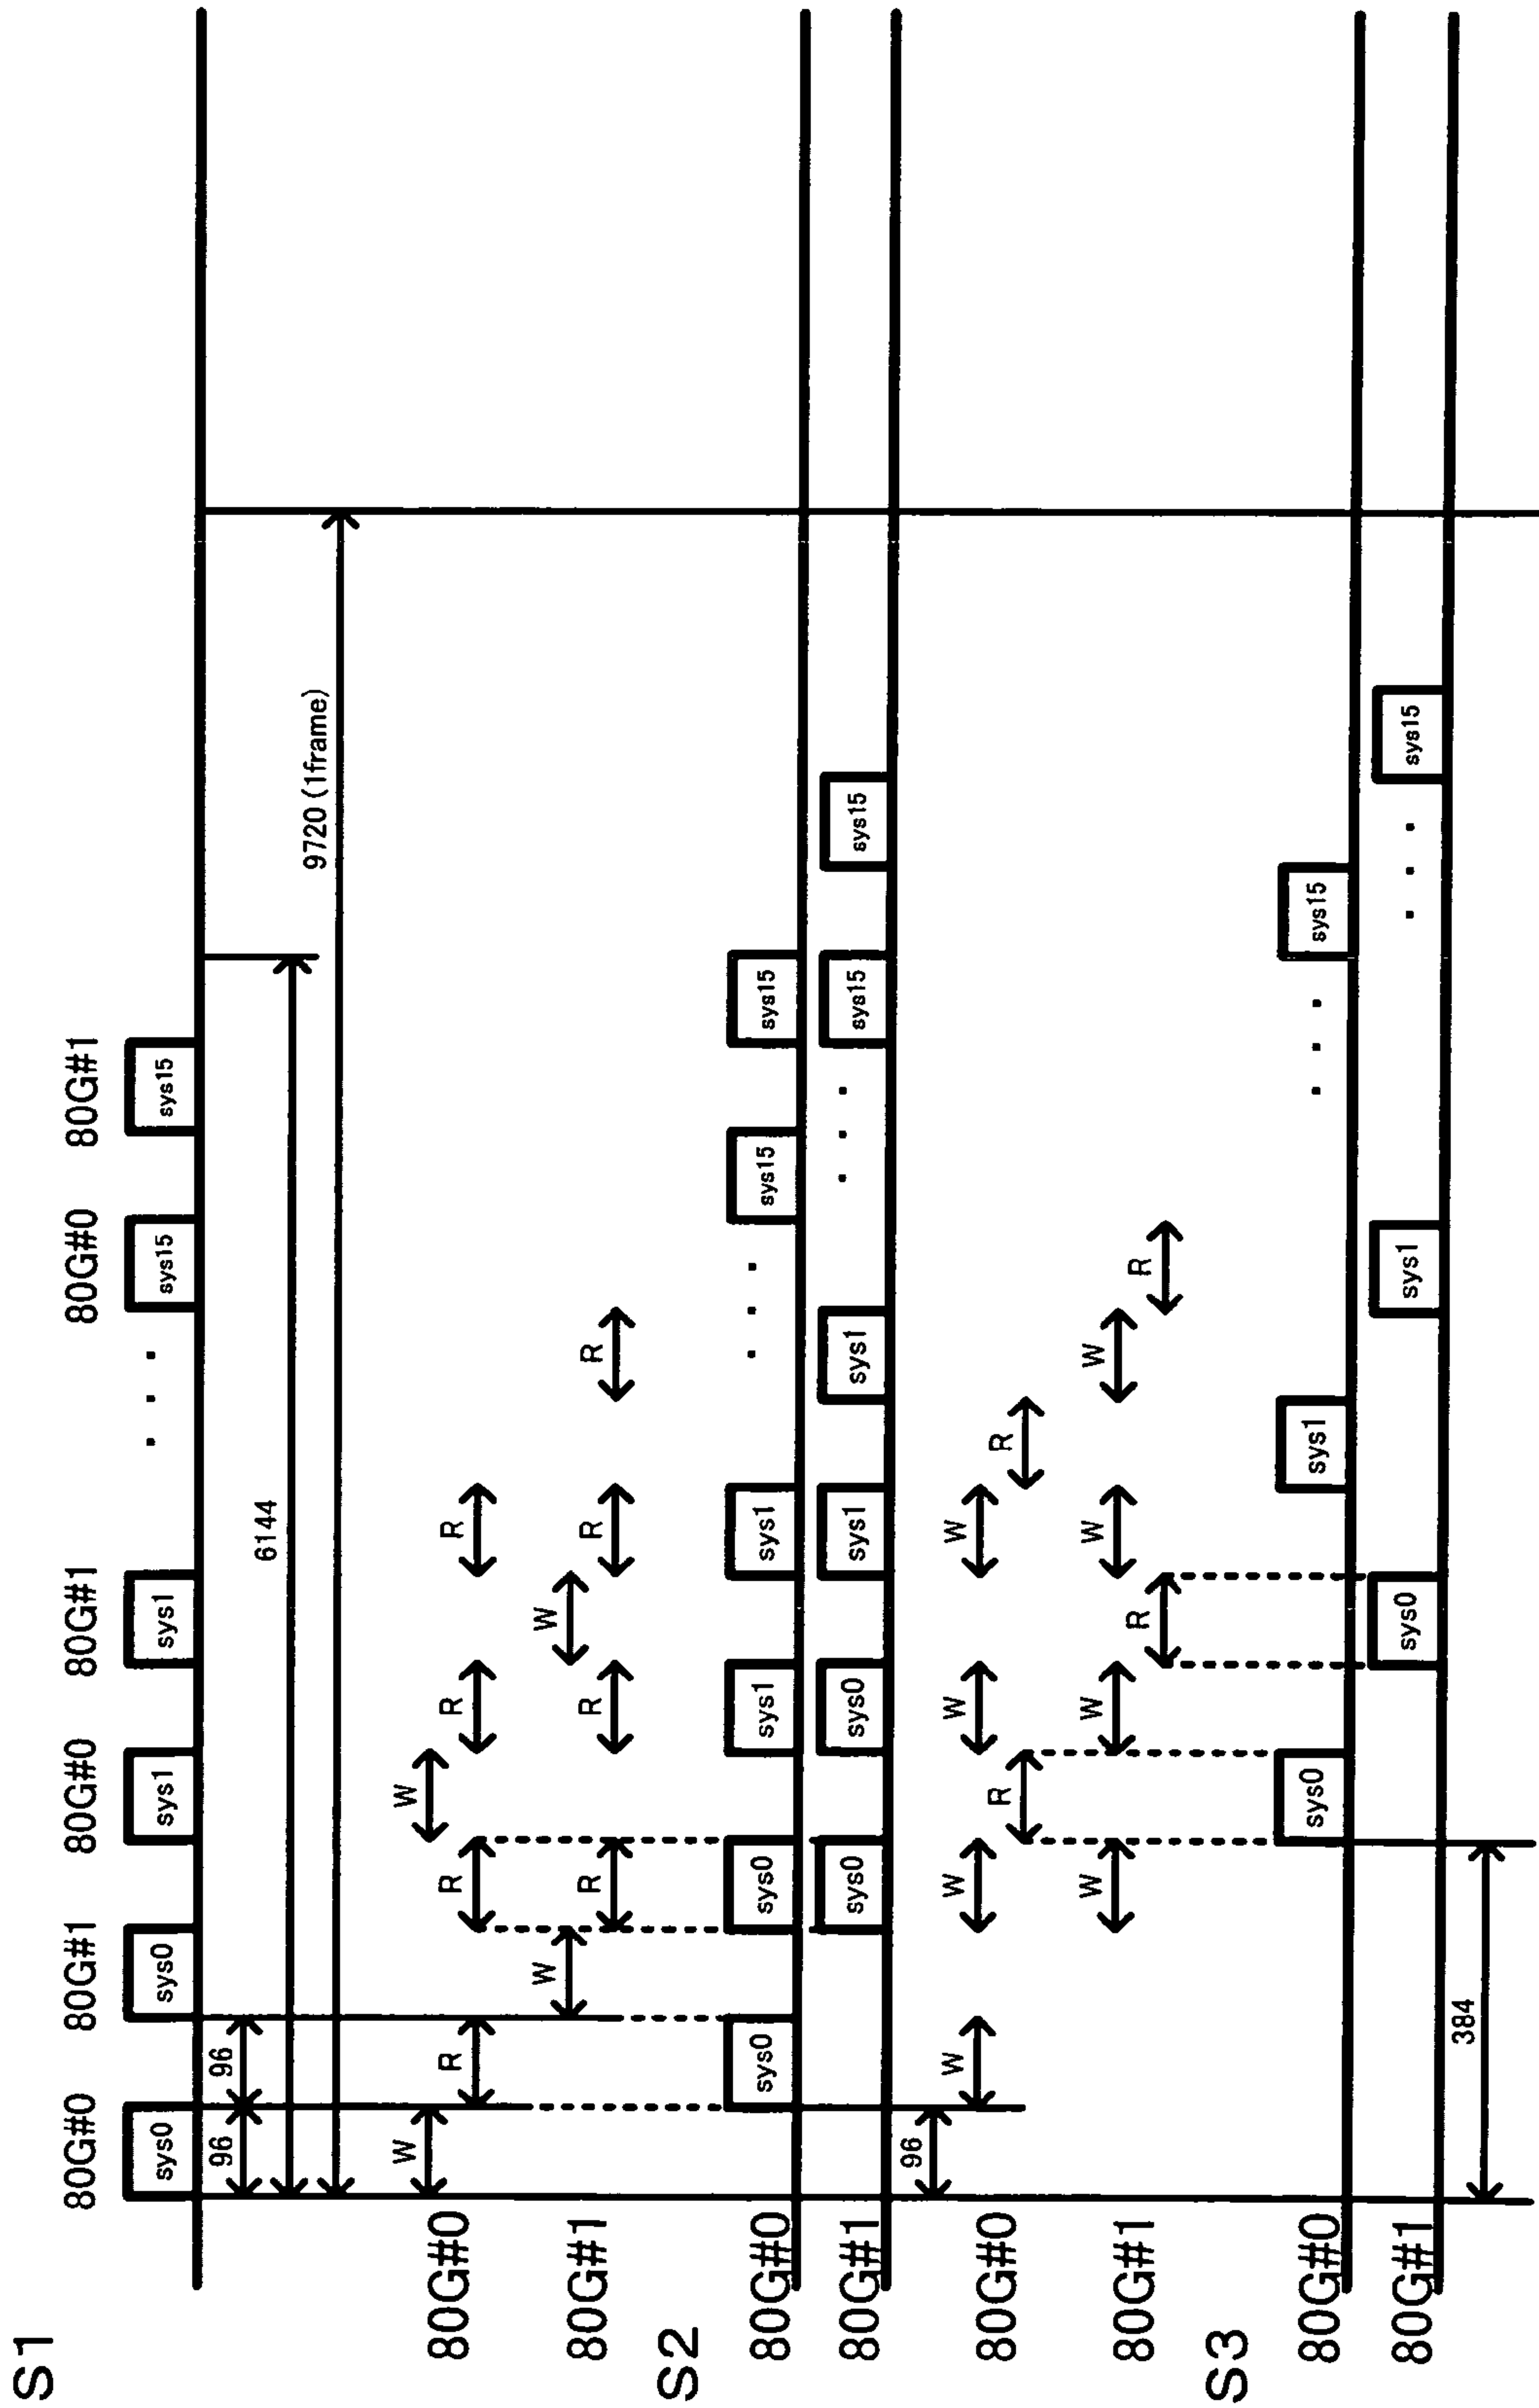 S1
80G#0 80G#1 80G#0 80G#1 80G#0 80G#1
sys0 sys0 sys1 sys1 ・・・ sys15 sys15
96 96
6144
9720(1frame)
80G#0 W W
R R R R
80G#1 W W
R R R R
S2
80G#0 sys0 sys0 sys1 sys1 ・・・ sys15 sys15
80G#1 sys0 sys0 sys1 sys1 ・・・ sys15 sys15
96
80G#0 W W W W
R R
80G#1 W W W W
R R
S3
80G#0 sys0 sys1 ・・・ sys15
80G#1 sys0 sys1 ・・・ sys15
384